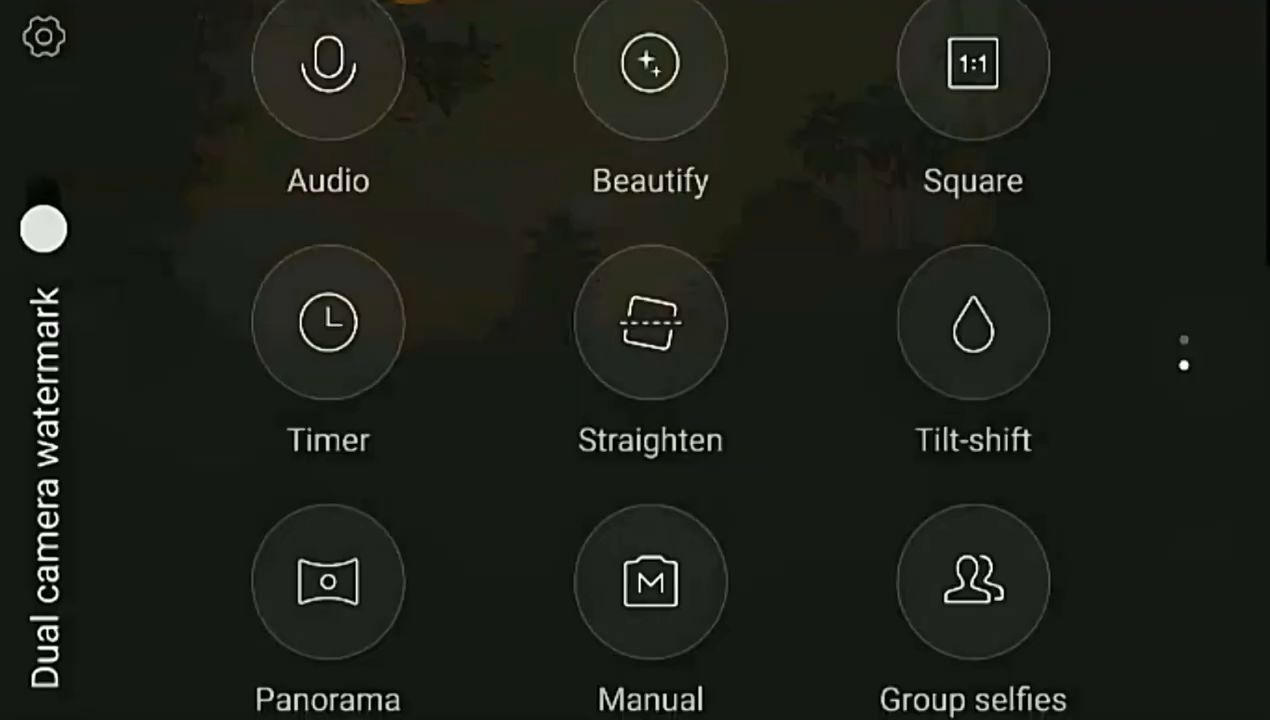 1:1
Audio
Beautify
Square
Timer
Straighten
Tilt-shift
M
Panorama
Manual
Group selfies
Dual camera watermark